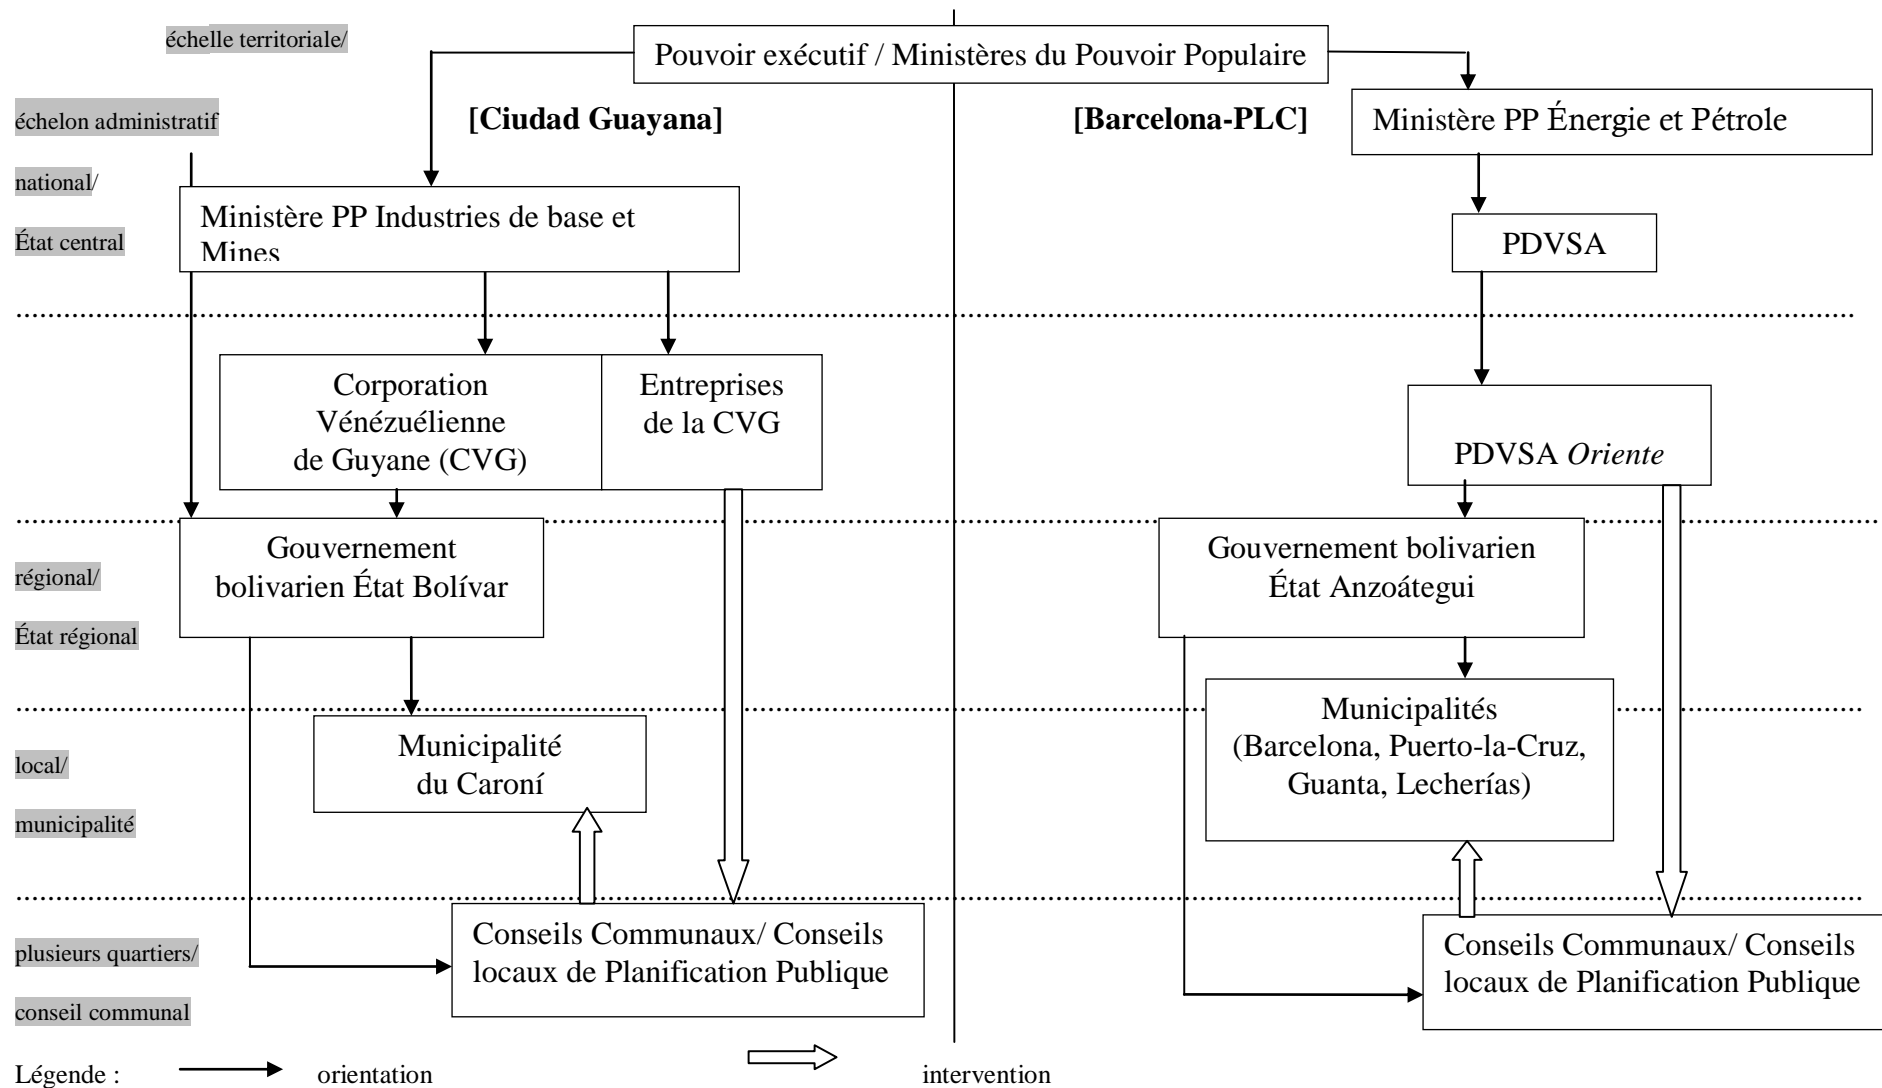 échelle territoriale/
Pouvoir exécutif / Ministères du Pouvoir Populaire
échelon administratif
[Ciudad Guayana]
[Barcelona-PLC]
Ministère PP Énergie et Pétrole
national/
État central
Ministère PP Industries de base et
Mines
PDVSA
Corporation
Vénézuélienne
de Guyane (CVG)
Entreprises
de la CVG
PDVSA Oriente
régional/
État régional
Gouvernement
bolivarien État Bolívar
Gouvernement bolivarien
État Anzoátegui
local/
municipalité
Municipalité
du Caroní
Municipalités
(Barcelona, Puerto-la-Cruz,
Guanta, Lecherías)
plusieurs quartiers/
conseil communal
Conseils Communaux/ Conseils
locaux de Planification Publique
Conseils Communaux/ Conseils
locaux de Planification Publique
Légende : orientation intervention